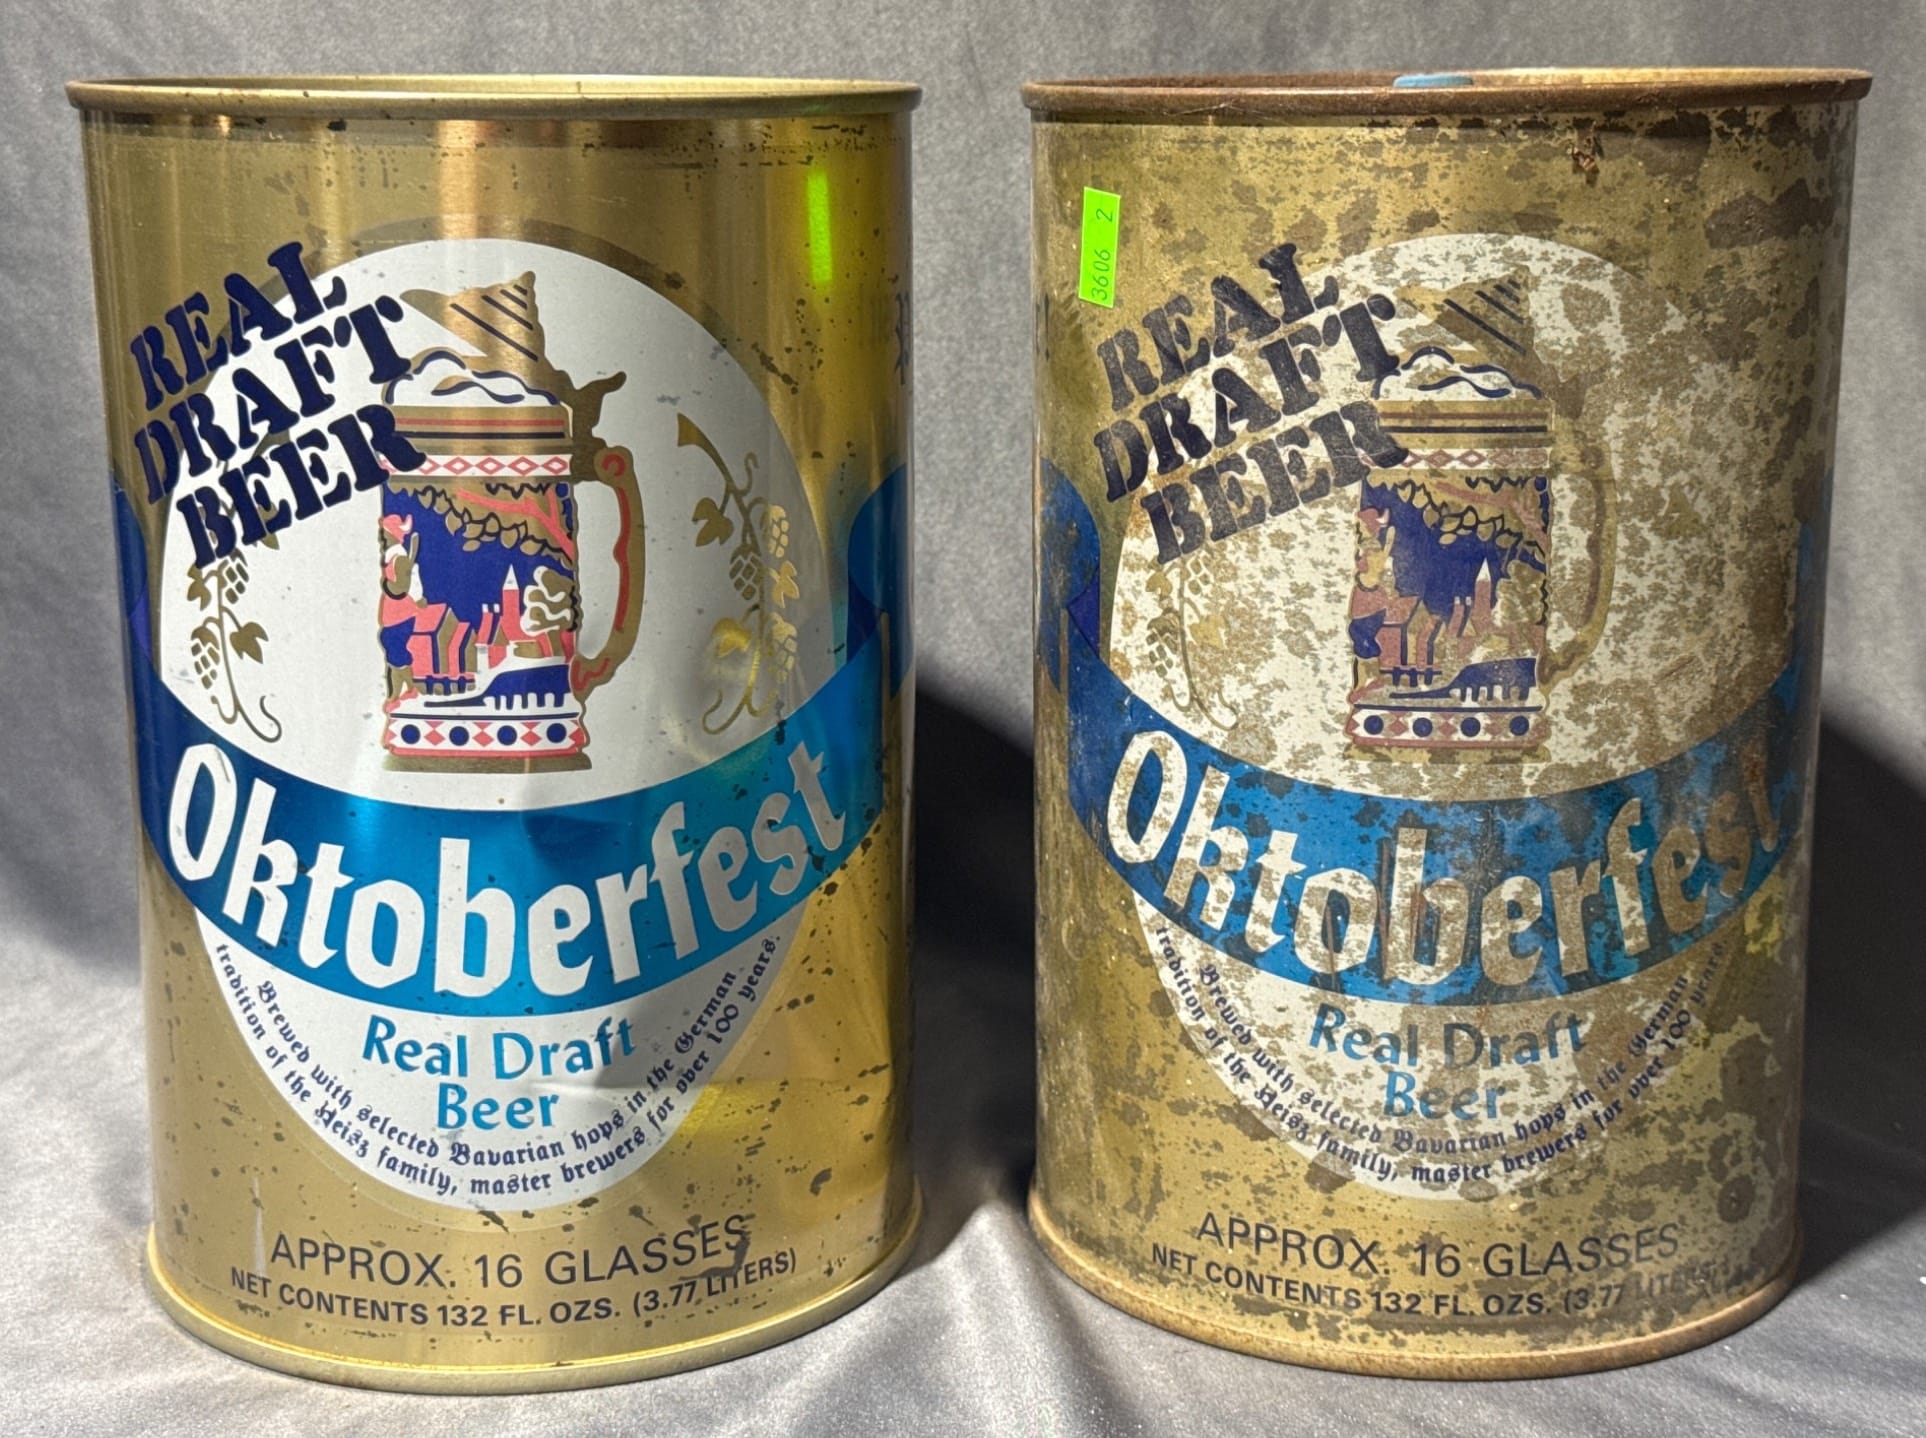 REAL
DRAFT
BEER
Oktoberfest
Real Draft
Beer
Brewed with selected Bavarian hops in the German
tradition of the Heisz family, master brewers for over 100 years.
APPROX. 16 GLASSES
NET CONTENTS 132 FL. OZS. (3.77 LITERS)
3606 2
REAL
DRAFT
BEER
Oktoberfest
Real Draft
Beer
Brewed with selected Bavarian hops in the German
tradition of the Heisz family, master brewers for over 100 years.
APPROX. 16 GLASSES
NET CONTENTS 132 FL. OZS. (3.77 LITERS)